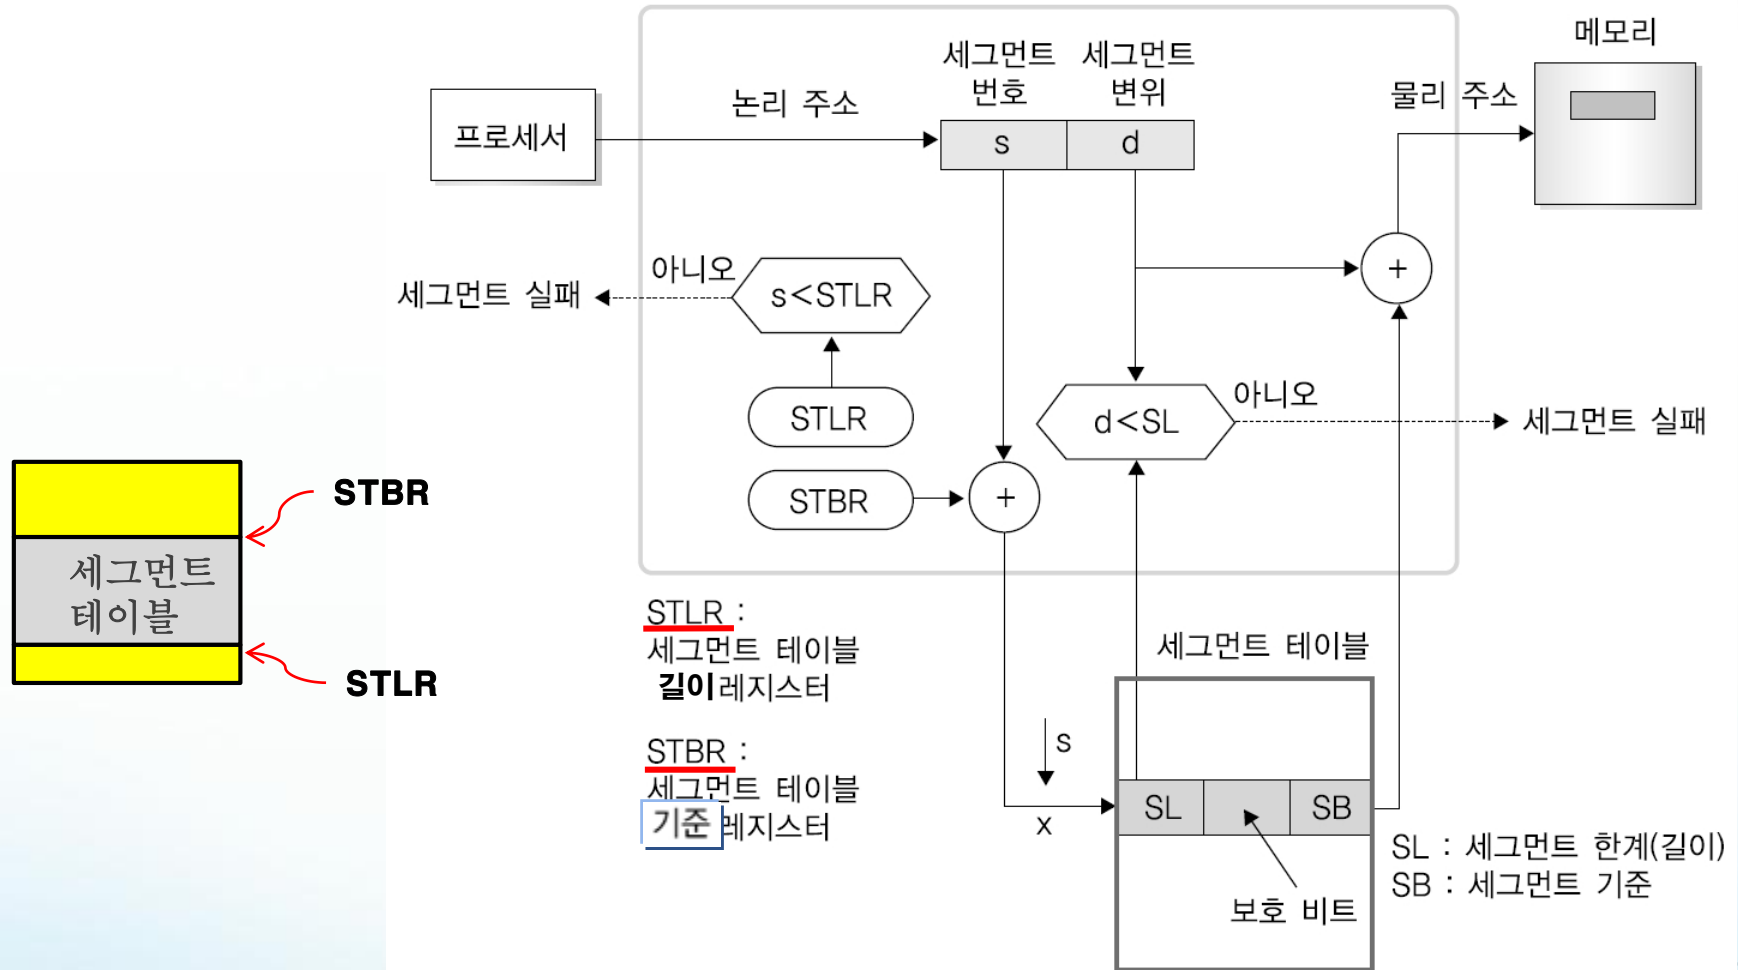 메모리
세그먼트 세그먼트
번호 변위
논리 주소
물리 주소
프로세서
s d
아니오
s<STLR
세그먼트 실패
+
STLR
d<SL
아니오
세그먼트 실패
STBR
+
STBR
세그먼트
테이블
STLR
STLR :
세그먼트 테이블
길이 레지스터
STBR :
세그먼트 테이블
기준 레지스터
세그먼트 테이블
s
x
SL SB
보호 비트
SL : 세그먼트 한계(길이)
SB : 세그먼트 기준